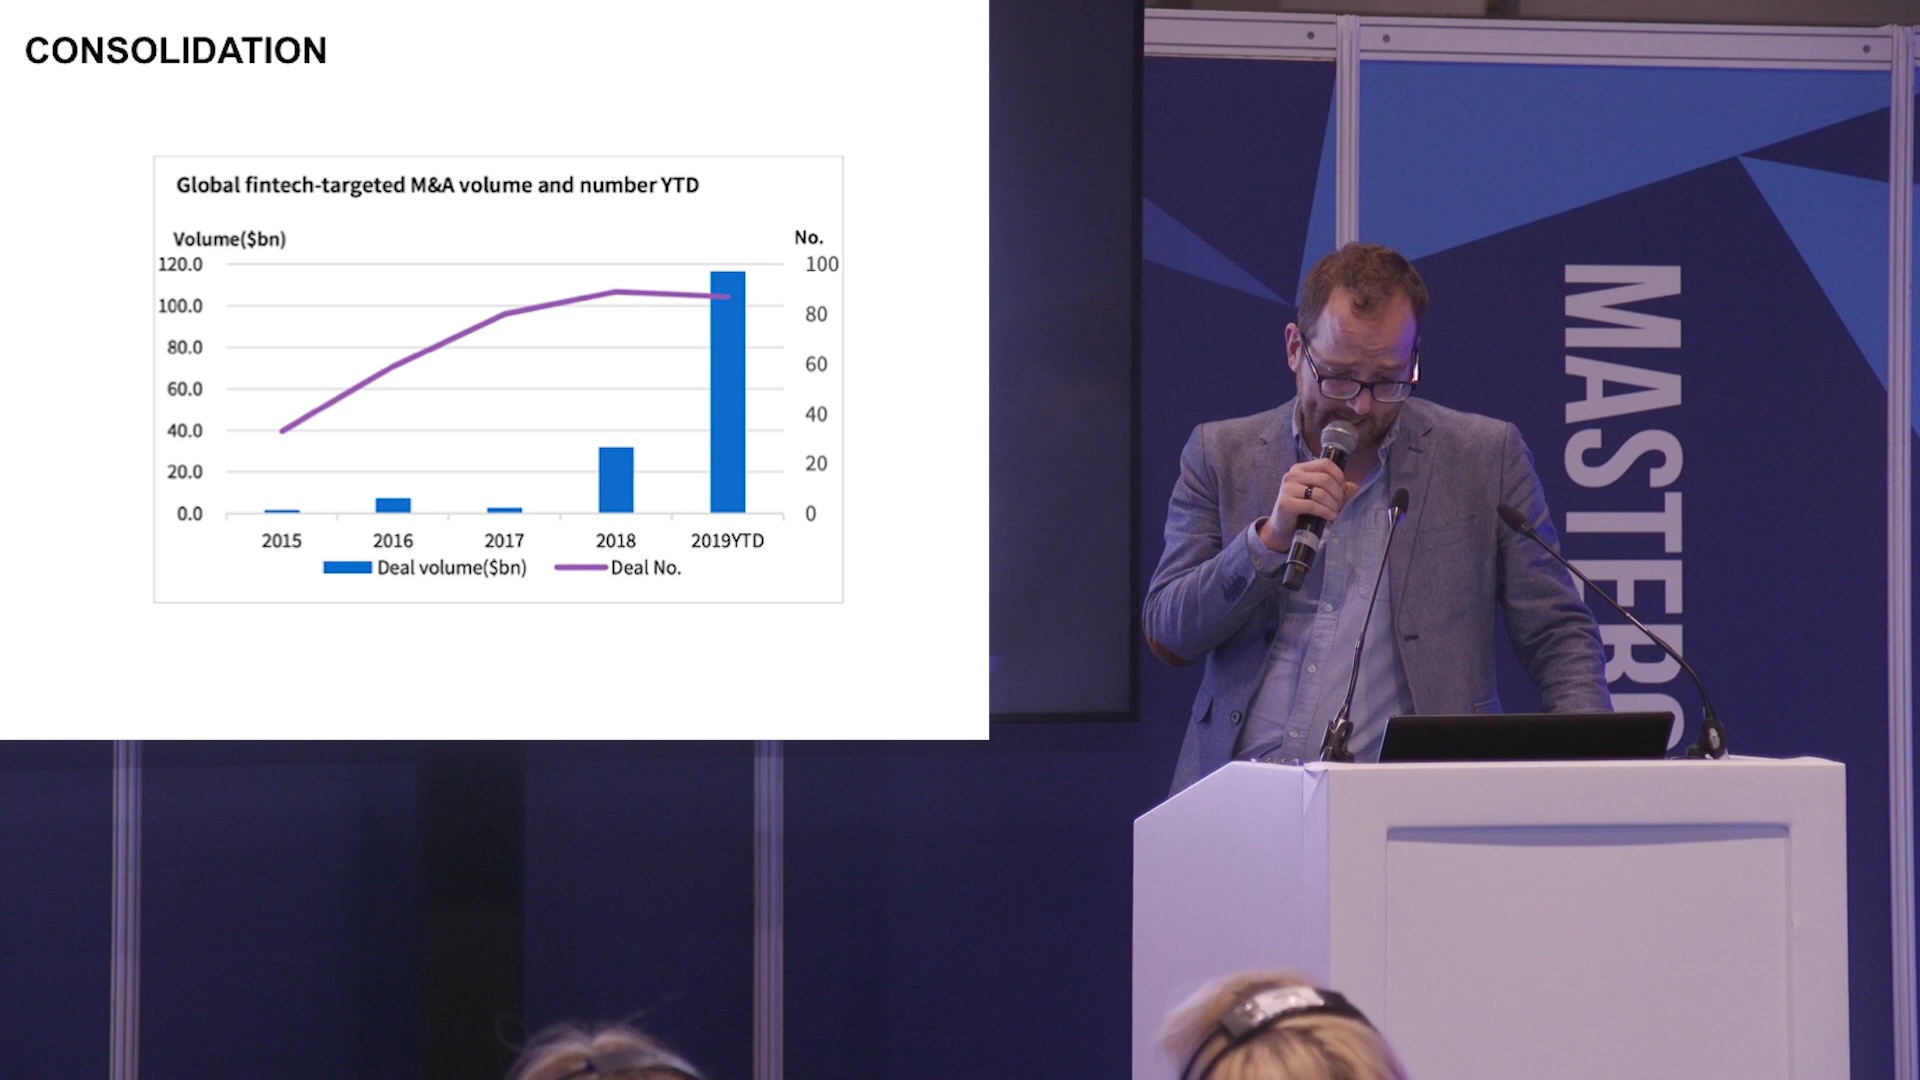 CONSOLIDATION
Global fintech-targeted M&A volume and number YTD
Volume($bn)
No.
120.0
100.0
80.0
60.0
40.0
20.0
0.0
100
80
60
40
20
0
2015 2016 2017 2018 2019YTD
Deal volume($bn) Deal No.